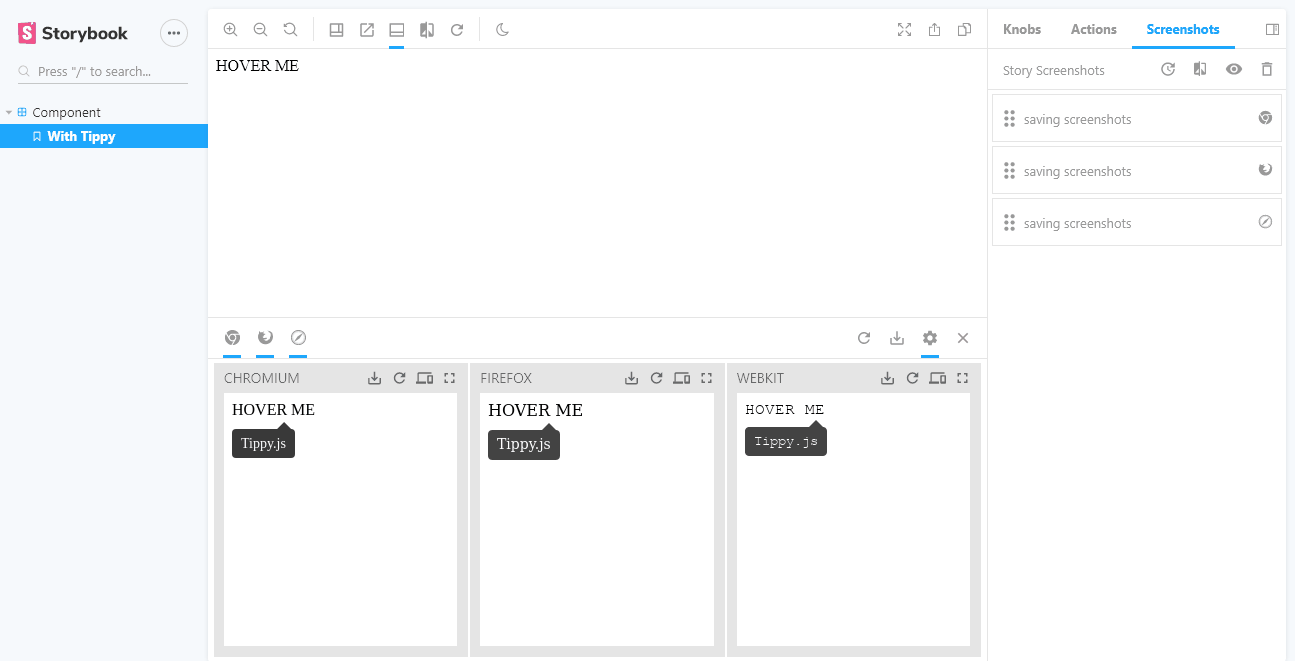 Storybook
Press "/" to search...
Component
With Tippy
HOVER ME
CHROMIUM
HOVER ME
Tippy.js
FIREFOX
HOVER ME
Tippy.js
WEBKIT
HOVER ME
Tippy.js
Knobs
Actions
Screenshots
Story Screenshots
saving screenshots
saving screenshots
saving screenshots